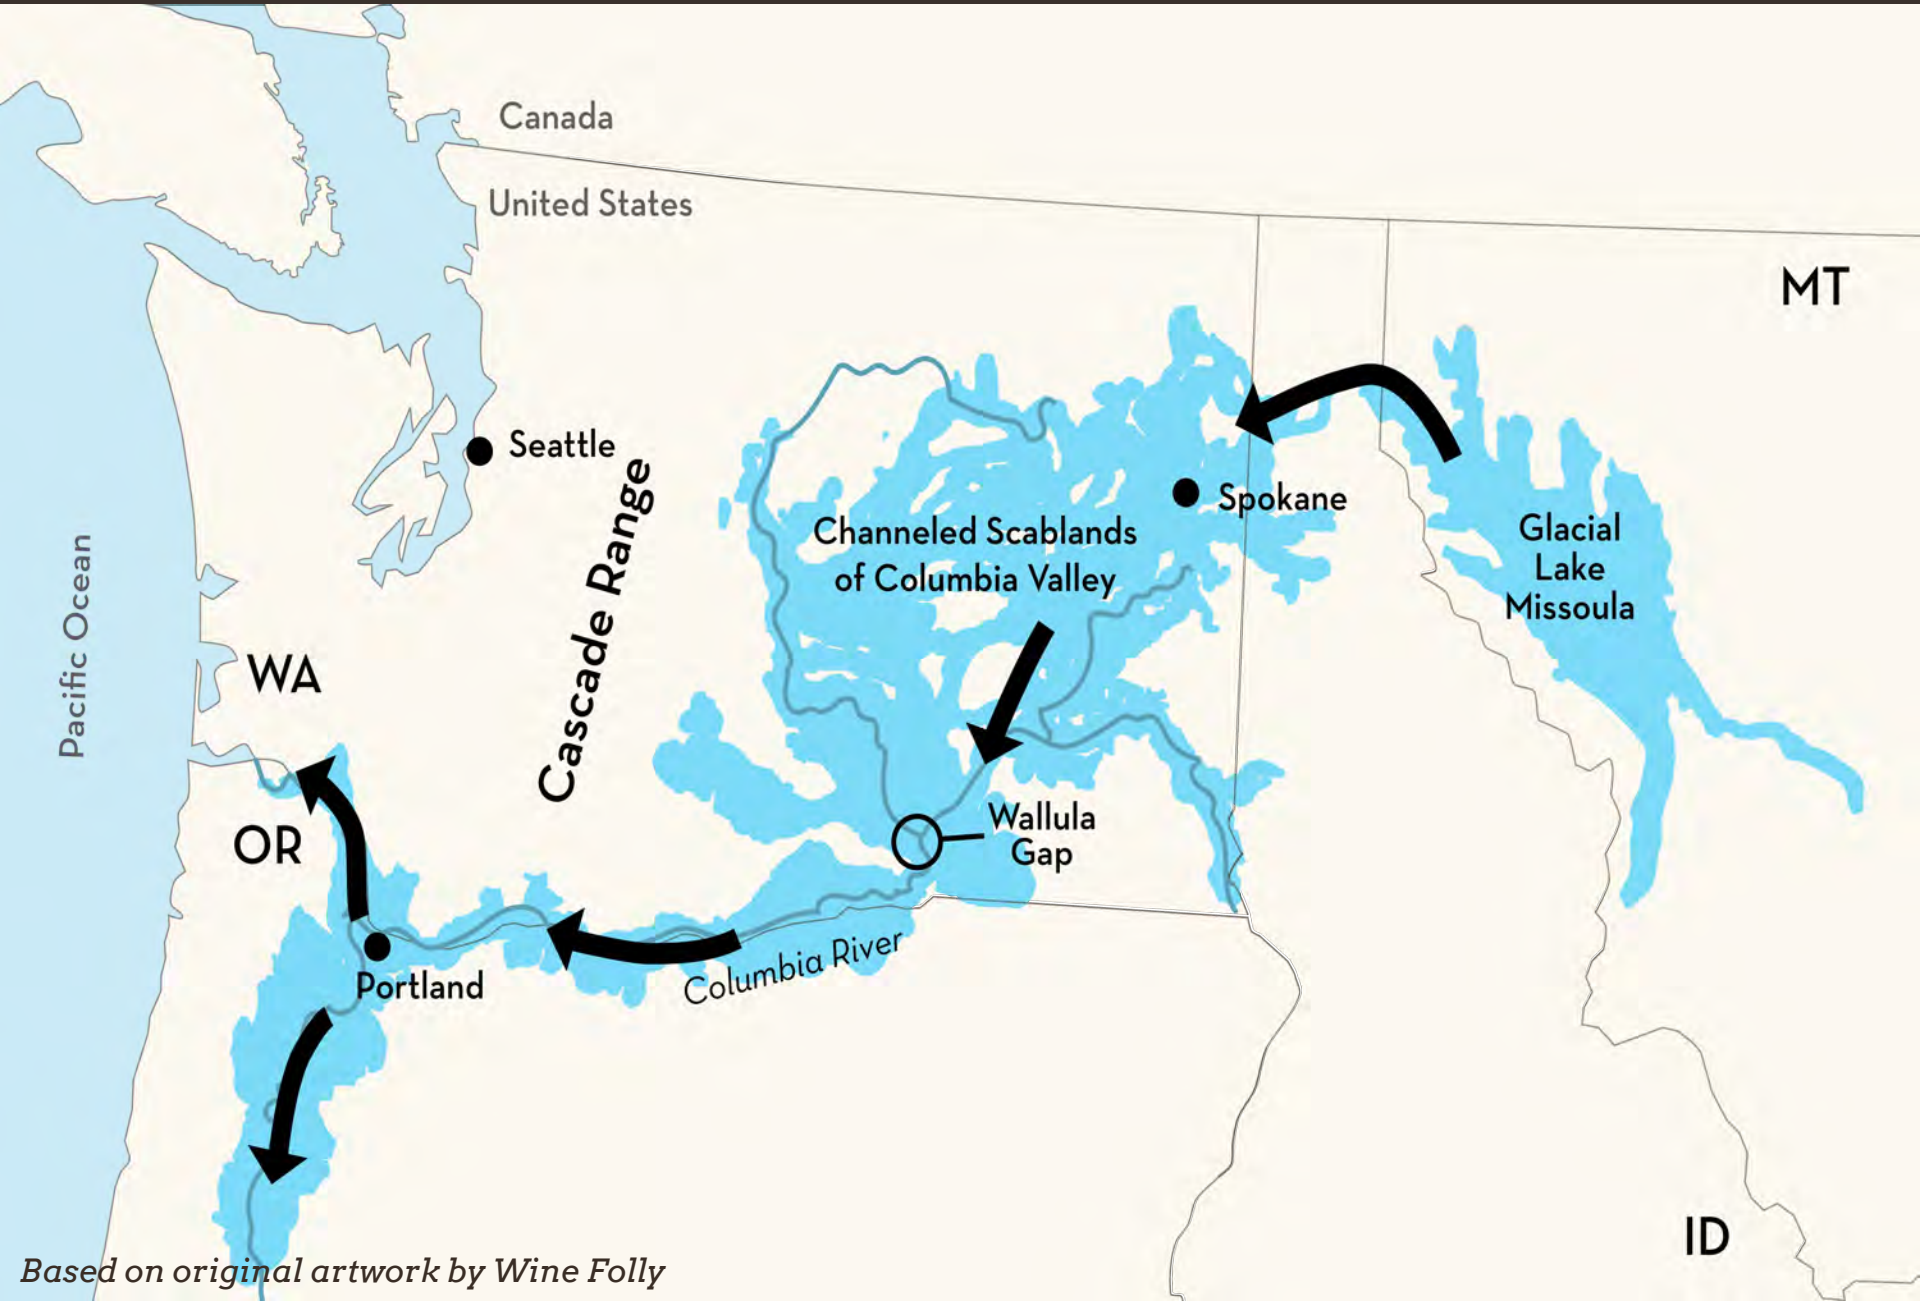 Canada
United States
MT
Seattle
Cascade Range
Spokane
Channeled Scablands
of Columbia Valley
Glacial
Lake
Missoula
Pacific Ocean
WA
OR
Wallula
Gap
Columbia River
Portland
ID
Based on original artwork by Wine Folly